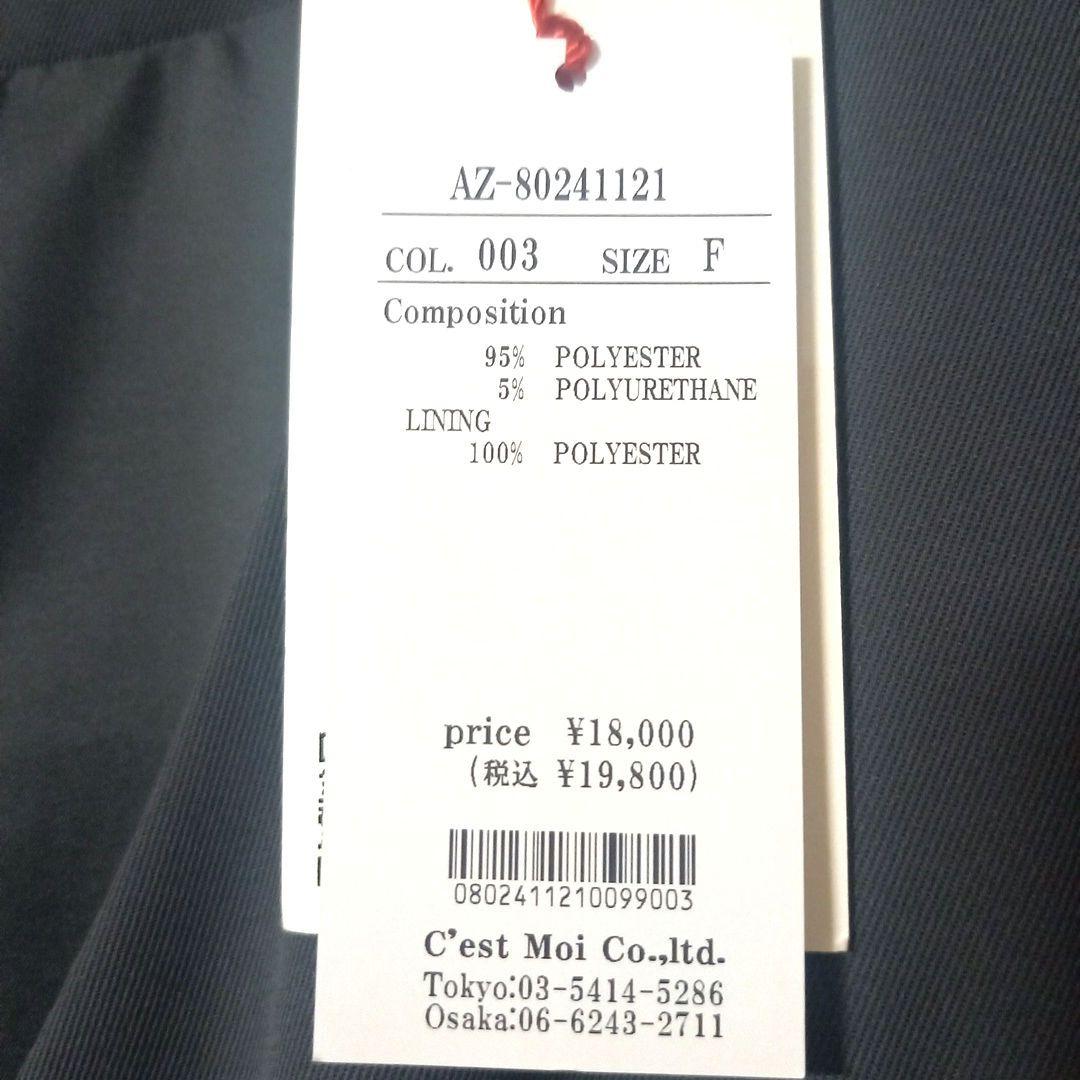 AZ-80241121
COL. 003 SIZE F
Composition
95% POLYESTER
5% POLYURETHANE
LINING
100% POLYESTER
price ¥18,000
(税込 ¥19,800)
0802411210099003
C'est Moi Co.,ltd.
Tokyo:03-5414-5286
Osaka:06-6243-2711